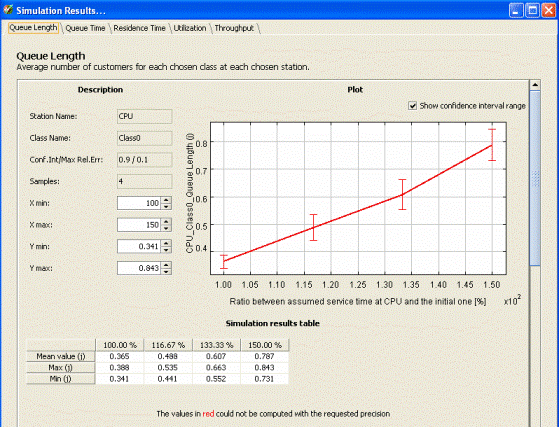 Simulation Results...
Queue Length Queue Time Residence Time Utilization Throughput
Queue Length
Average number of customers for each chosen class at each chosen station.
Description
Station Name: CPU
Class Name: Class0
Conf.Int/Max Rel.Err: 0.9 / 0.1
Samples: 4
X min: 100
X max: 150
Y min: 0.341
Y max: 0.843
Plot
Show confidence interval range
CPU_Class0_Queue Length (j)
0.8
0.7
0.6
0.5
0.4
1.00 1.05 1.10 1.15 1.20 1.25 1.30 1.35 1.40 1.45 1.50
Ratio between assumed service time at CPU and the initial one [%] x10²
Simulation results table
100.00 % 116.67 % 133.33 % 150.00 %
Mean value (j) 0.365 0.488 0.607 0.787
Max (j) 0.388 0.535 0.663 0.843
Min (j) 0.341 0.441 0.552 0.731
The values in red could not be computed with the requested precision